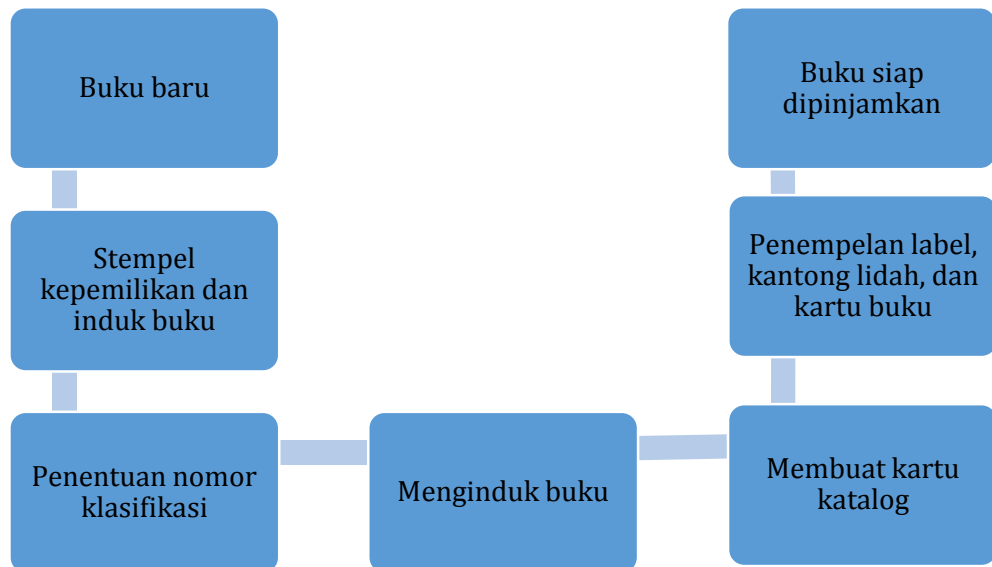 Buku baru
Stempel
kepemilikan dan
induk buku
Penentuan nomor
klasifikasi
Menginduk buku
Membuat kartu
katalog
Penempelan label,
kantong lidah, dan
kartu buku
Buku siap
dipinjamkan